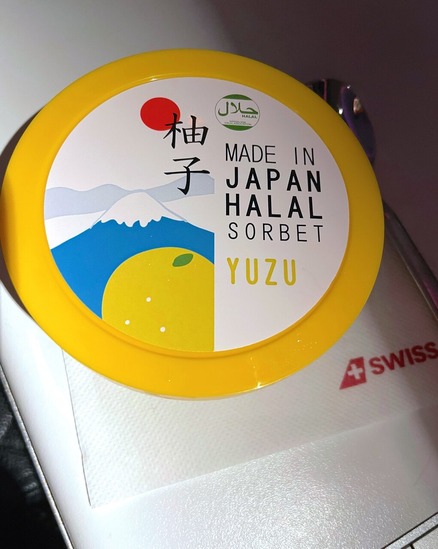 柚子
حلال
HALAL
MADE IN
JAPAN
HALAL
SORBET
YUZU
SWISS